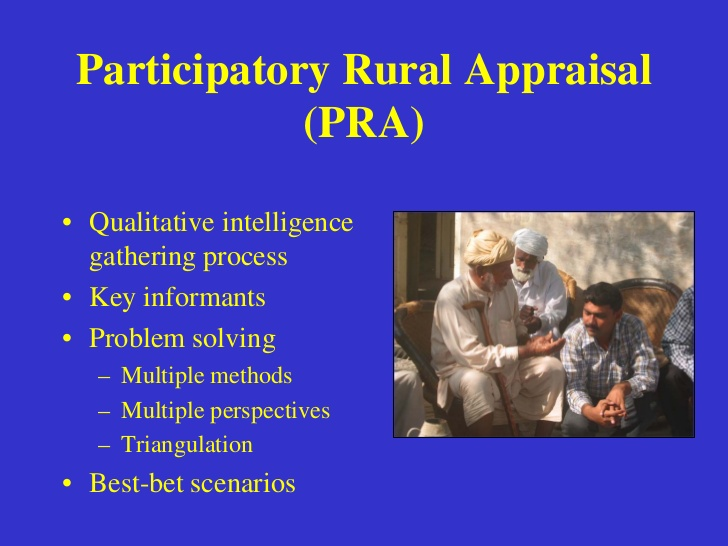 Participatory Rural Appraisal
(PRA)
• Qualitative intelligence
gathering process
• Key informants
• Problem solving
– Multiple methods
– Multiple perspectives
– Triangulation
• Best-bet scenarios